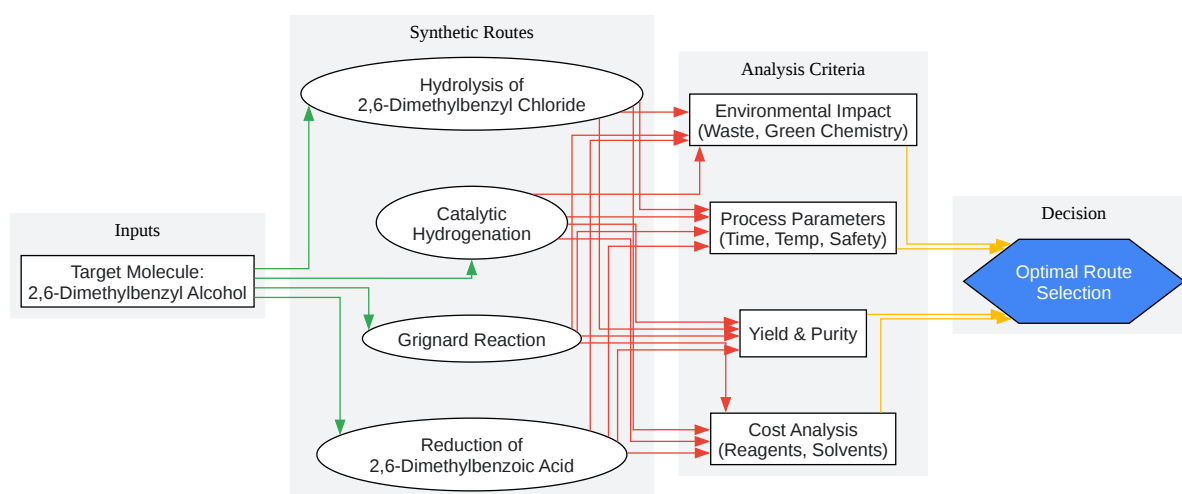 Inputs
Target Molecule:
2,6-Dimethylbenzyl Alcohol
Synthetic Routes
Hydrolysis of
2,6-Dimethylbenzyl Chloride
Catalytic
Hydrogenation
Grignard Reaction
Reduction of
2,6-Dimethylbenzoic Acid
Analysis Criteria
Environmental Impact
(Waste, Green Chemistry)
Process Parameters
(Time, Temp, Safety)
Yield & Purity
Cost Analysis
(Reagents, Solvents)
Decision
Optimal Route
Selection